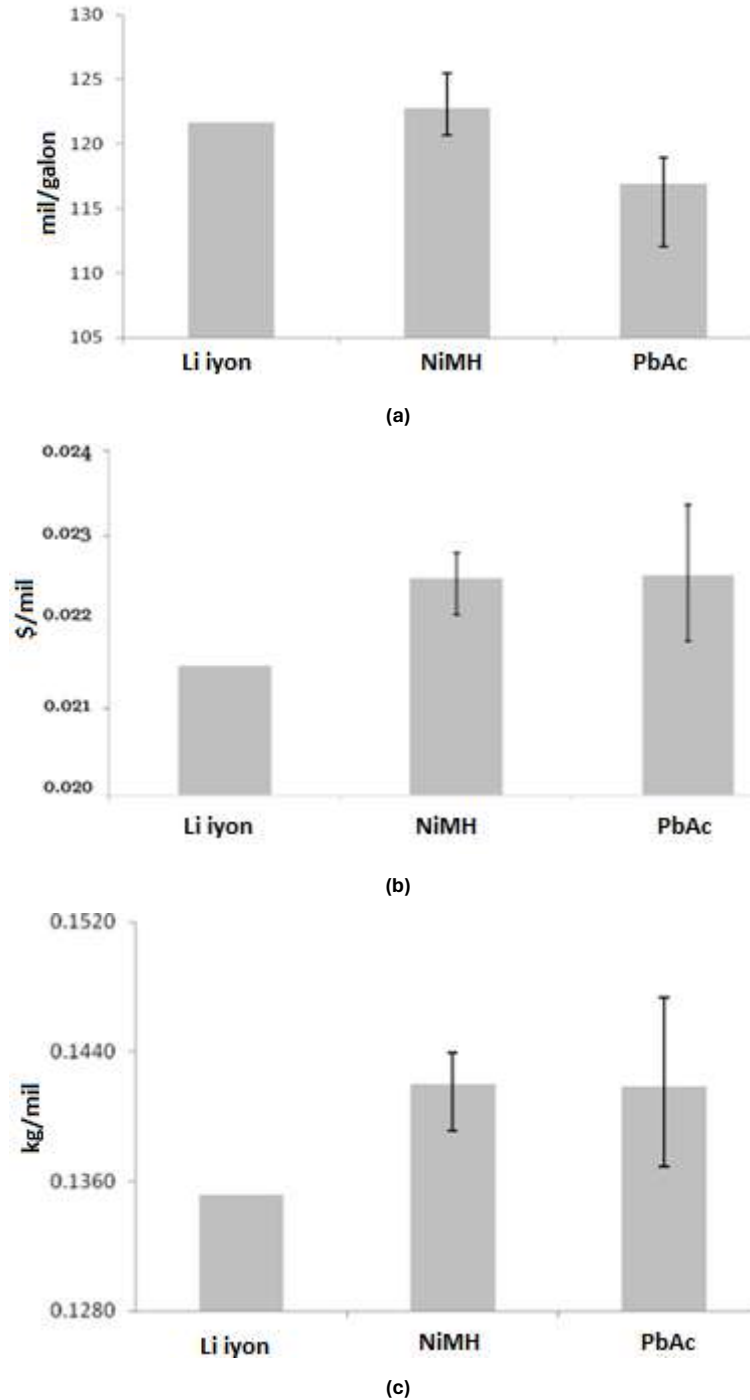 130
125
mil/galon
120
115
110
105
Li iyon NiMH PbAc
(a)
0.024
0.023
$/mil
0.022
0.021
0.020
Li iyon NiMH PbAc
(b)
0.1520
0.1440
kg/mil
0.1360
0.1280
Li iyon NiMH PbAc
(c)